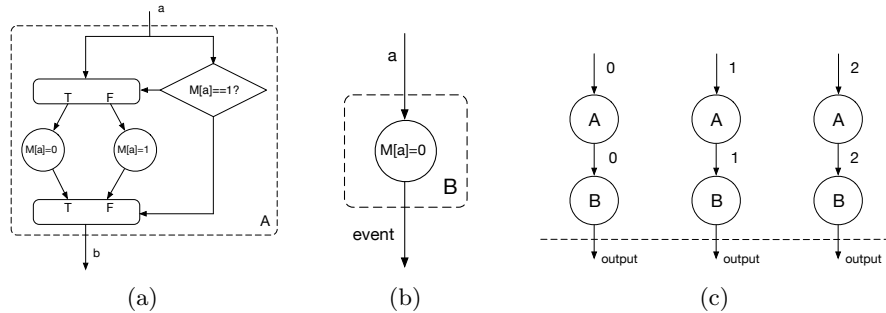 a
M[a]==1?
T F
M[a]=0 M[a]=1
T F
A
b
(a)
a
M[a]=0
B
event
(b)
0 1 2
A A A
0 1 2
B B B
output output output
(c)